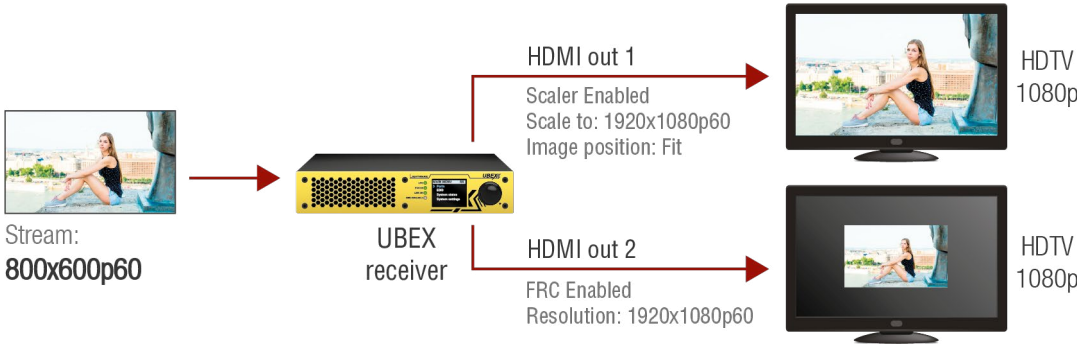 Stream:
800x600p60
UBEX
UBEX
receiver
HDMI out 1
Scaler Enabled
Scale to: 1920x1080p60
Image position: Fit
HDTV
1080p
HDMI out 2
FRC Enabled
Resolution: 1920x1080p60
HDTV
1080p